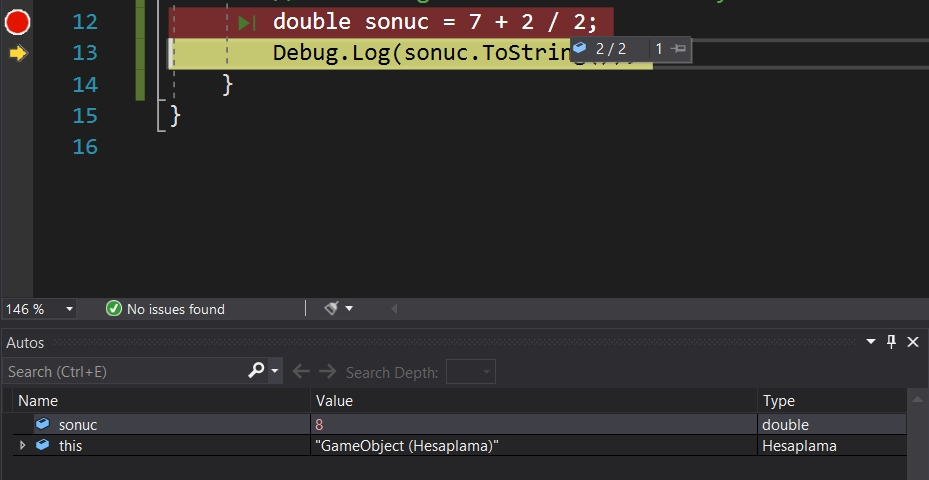 12 double sonuc = 7 + 2 / 2;
13 Debug.Log(sonuc.ToString
2 / 2 1
14 }
15 }
16
146 % No issues found
Autos
Search (Ctrl+E) Search Depth:
Name Value Type
sonuc 8 double
this "GameObject (Hesaplama)" Hesaplama